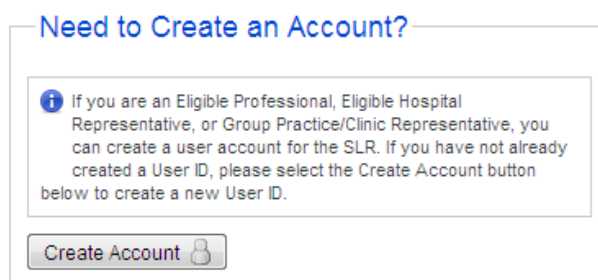 Need to Create an Account?
If you are an Eligible Professional, Eligible Hospital
Representative, or Group Practice/Clinic Representative, you
can create a user account for the SLR. If you have not already
created a User ID, please select the Create Account button
below to create a new User ID.
Create Account